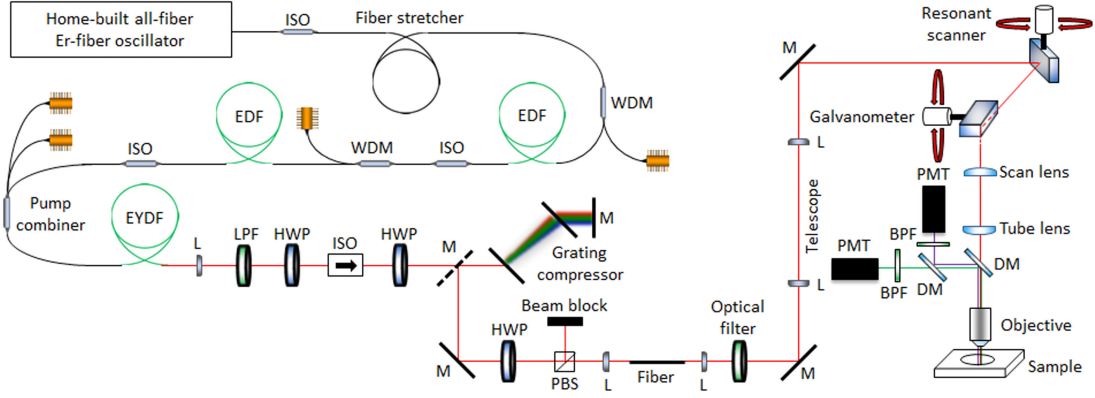 Home-built all-fiber
Er-fiber oscillator
ISO
Fiber stretcher
M
Resonant
scanner
WDM
EDF
EDF
Galvanometer
ISO
WDM
ISO
L
PMT
Scan lens
Pump
combiner
EYDF
Telescope
PMT
BPF
Tube lens
L
LPF
HWP
ISO
HWP
M
M
Grating
compressor
L
BPF
DM
DM
Beam block
Optical
filter
Objective
HWP
M
PBS
L
Fiber
L
M
Sample